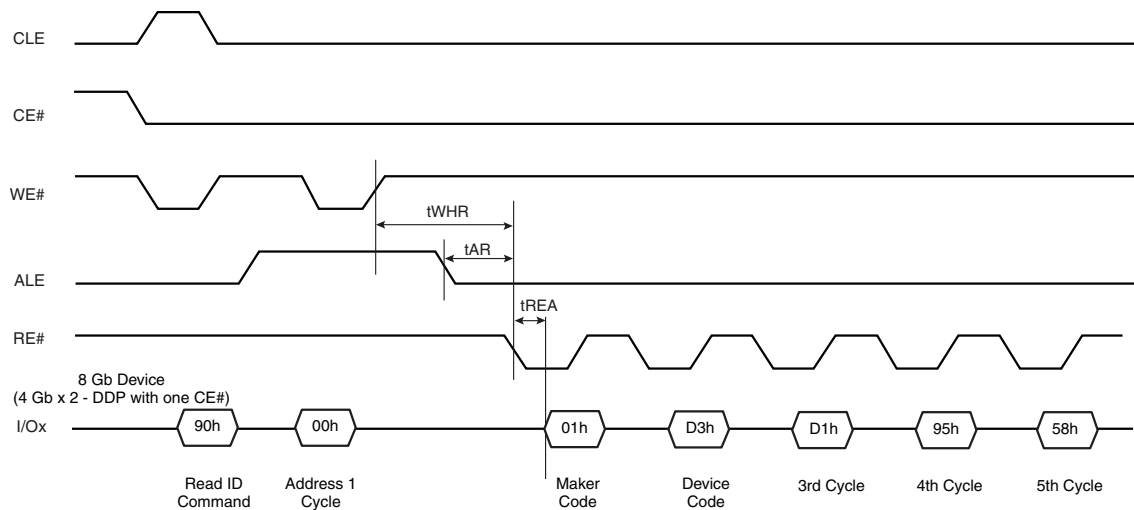 CLE
CE#
WE#
tWHR
tAR
ALE
tREA
RE#
8 Gb Device
(4 Gb x 2 - DDP with one CE#)
I/Ox
90h
00h
01h
D3h
D1h
95h
58h
Read ID Command
Address 1 Cycle
Maker Code
Device Code
3rd Cycle
4th Cycle
5th Cycle